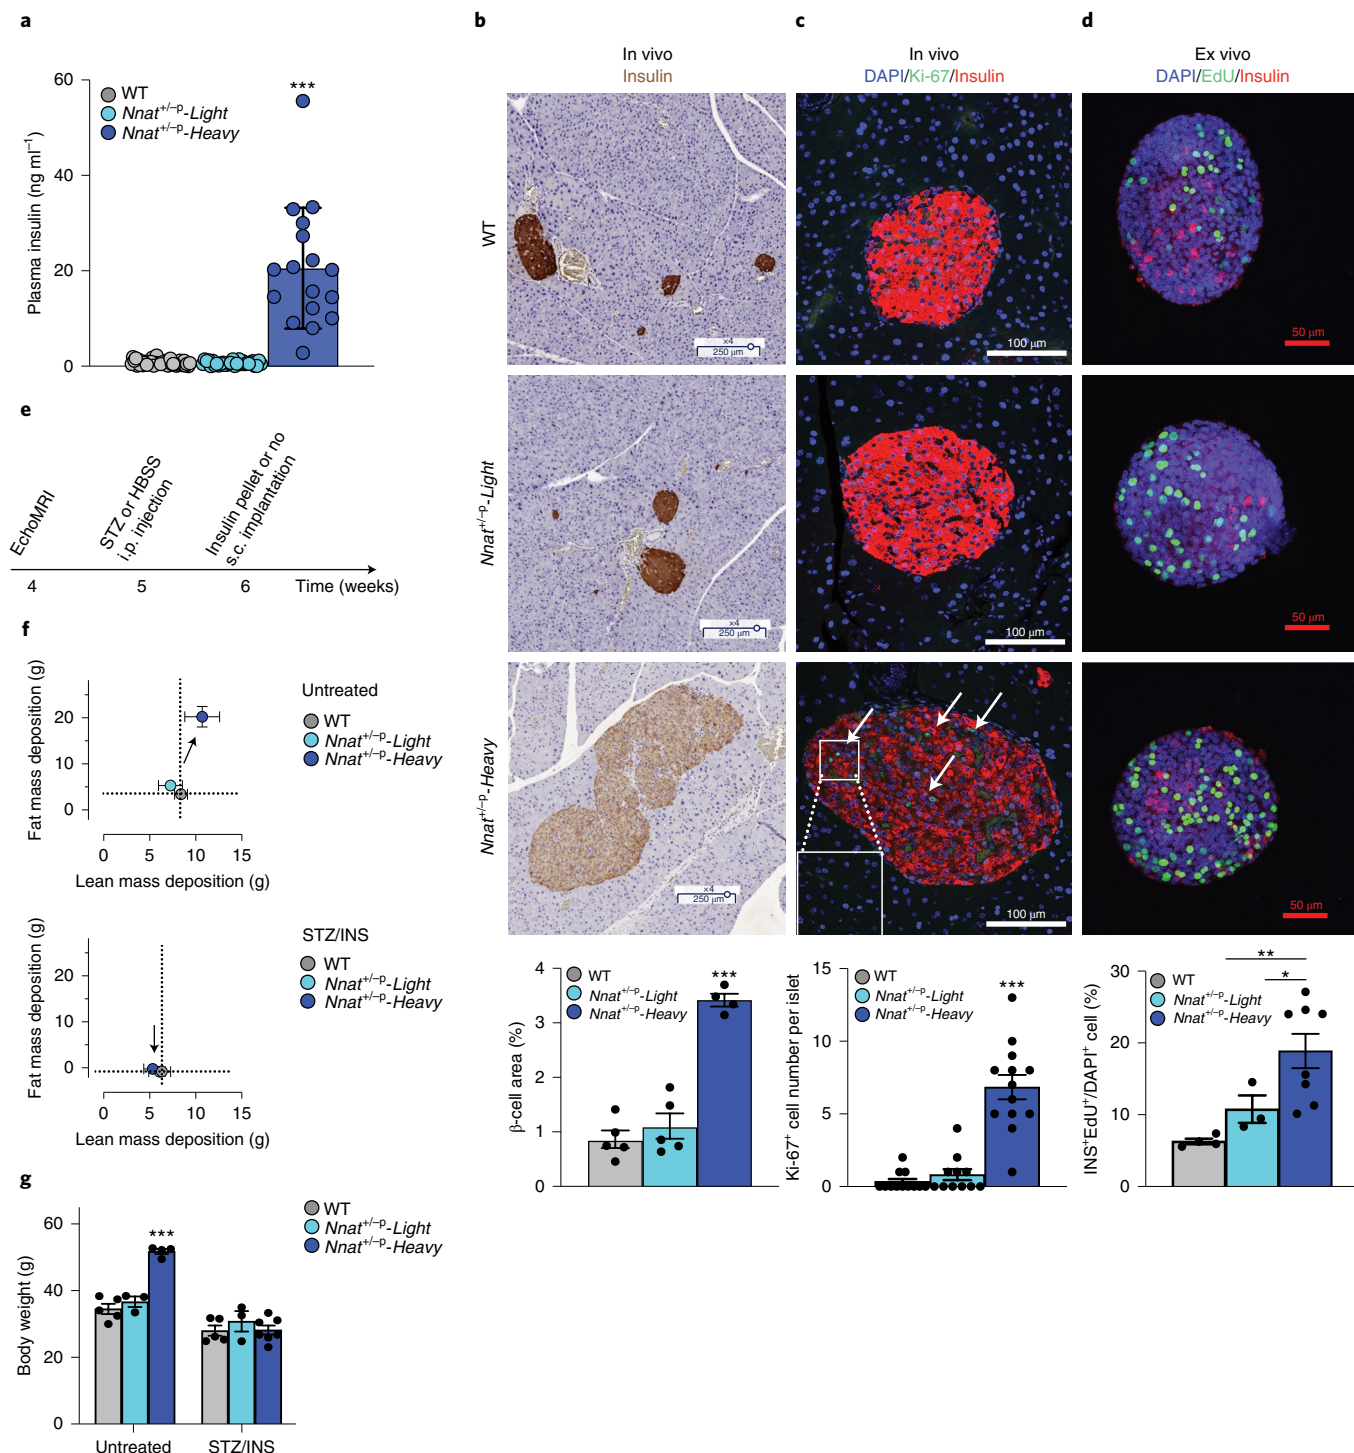 a
60
40
20
0
Plasma insulin (ng ml⁻¹)
WT
Nnat⁺/⁻ᵖ-Light
Nnat⁺/⁻ᵖ-Heavy
***
b
In vivo
Insulin
c
In vivo
DAPI/Ki-67/Insulin
d
Ex vivo
DAPI/EdU/Insulin
WT
×4
250 µm
100 µm
50 µm
Nnat⁺/⁻ᵖ-Light
×4
250 µm
100 µm
50 µm
Nnat⁺/⁻ᵖ-Heavy
×4
250 µm
100 µm
50 µm
4
3
2
1
0
β-cell area (%)
WT
Nnat⁺/⁻ᵖ-Light
Nnat⁺/⁻ᵖ-Heavy
***
15
10
5
0
Ki-67⁺ cell number per islet
WT
Nnat⁺/⁻ᵖ-Light
Nnat⁺/⁻ᵖ-Heavy
***
30
20
10
0
INS⁺EdU⁺/DAPI⁺ cell (%)
WT
Nnat⁺/⁻ᵖ-Light
Nnat⁺/⁻ᵖ-Heavy
**
*
e
EchoMRI
STZ or HBSS
i.p. injection
Insulin pellet or no
s.c. implantation
4
5
6
Time (weeks)
f
20
10
0
Fat mass deposition (g)
0 5 10 15
Lean mass deposition (g)
Untreated
WT
Nnat⁺/⁻ᵖ-Light
Nnat⁺/⁻ᵖ-Heavy
20
10
0
Fat mass deposition (g)
0 5 10 15
Lean mass deposition (g)
STZ/INS
WT
Nnat⁺/⁻ᵖ-Light
Nnat⁺/⁻ᵖ-Heavy
g
60
40
20
0
Body weight (g)
***
Untreated
STZ/INS
WT
Nnat⁺/⁻ᵖ-Light
Nnat⁺/⁻ᵖ-Heavy